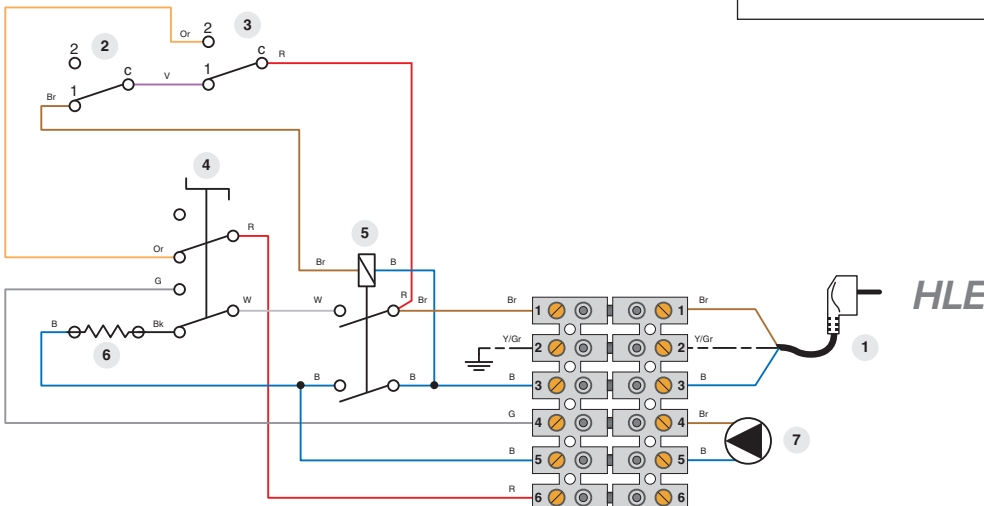 Or 2 3
2 2 C R
C V 1
Br 1
4
R 5
Or Br B
G W W R Br Br 1 1 Br HLE
B Bk Y/Gr 2 2 Y/Gr 1
6
B B B 3 3 B
G 4 4 Br 7
B 5 5 B
R 6 6